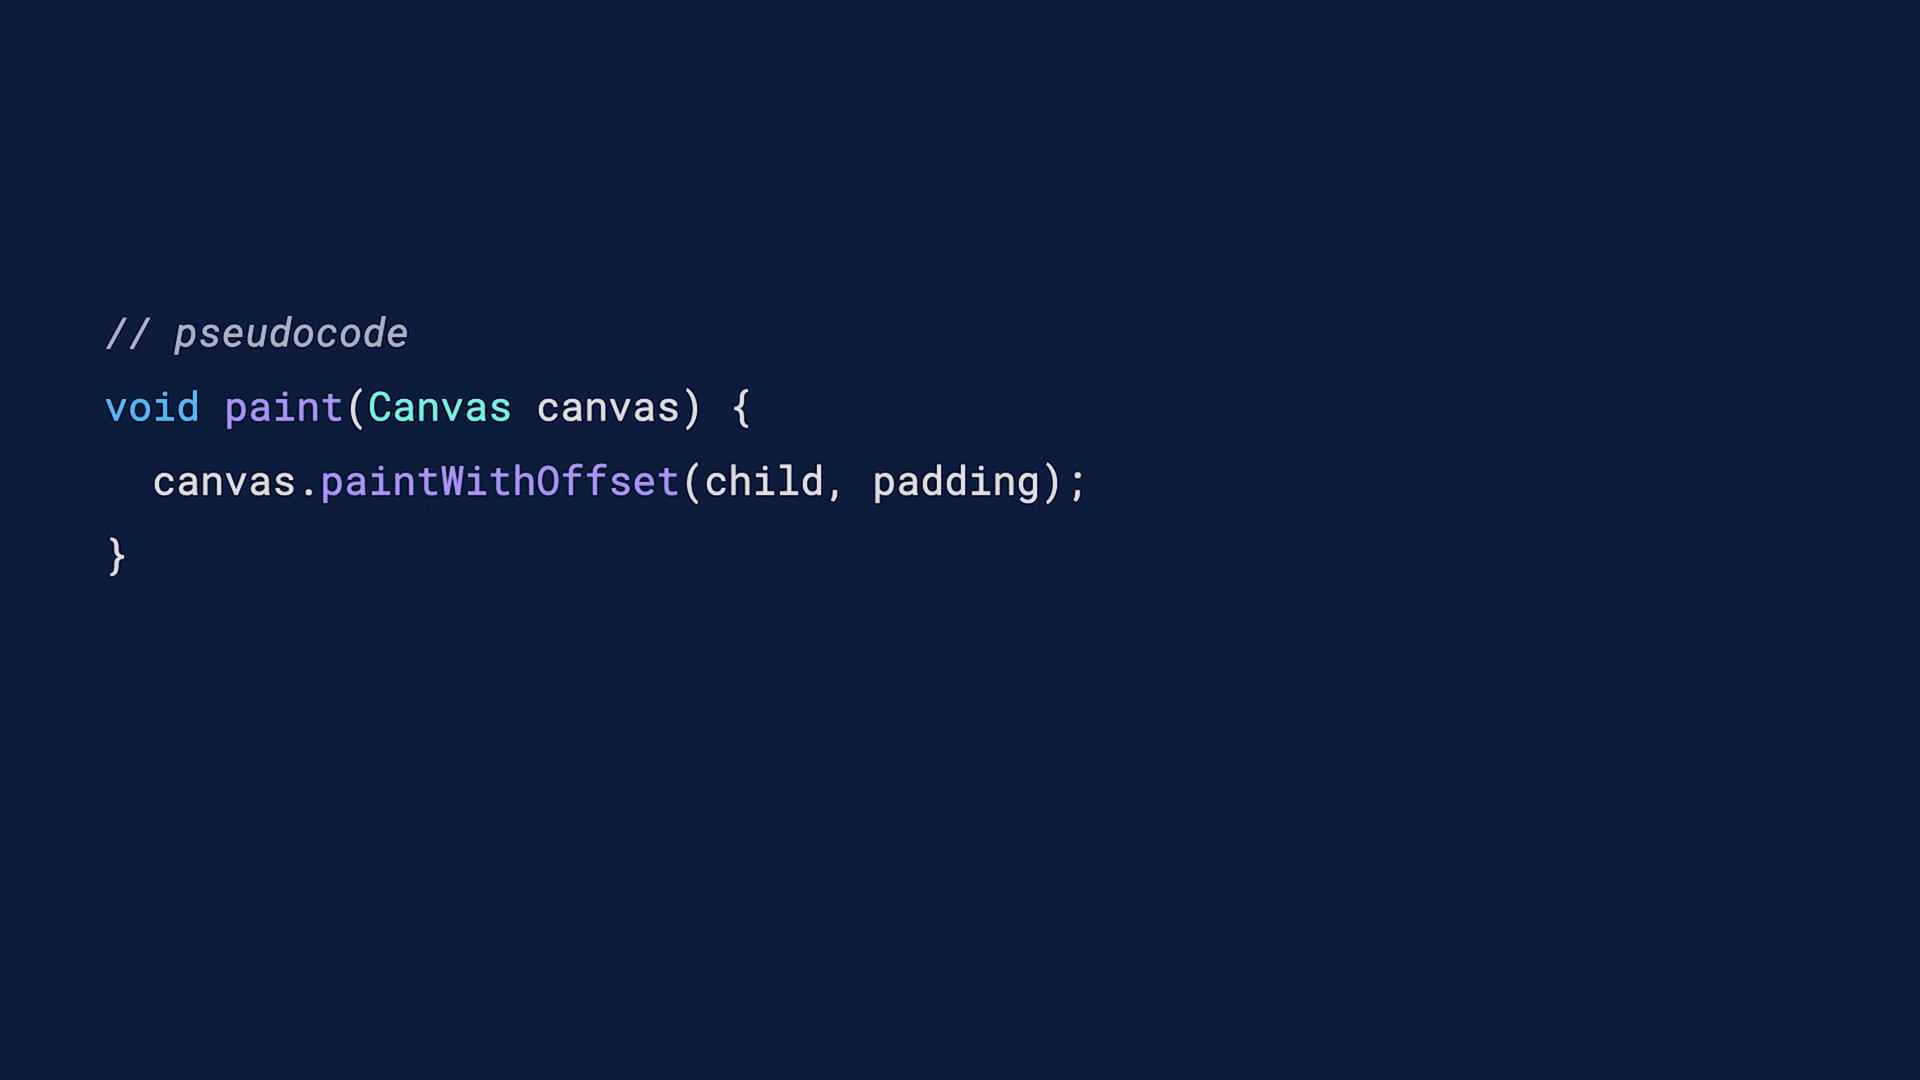 // pseudocode
void paint(Canvas canvas) {
  canvas.paintWithOffset(child, padding);
}